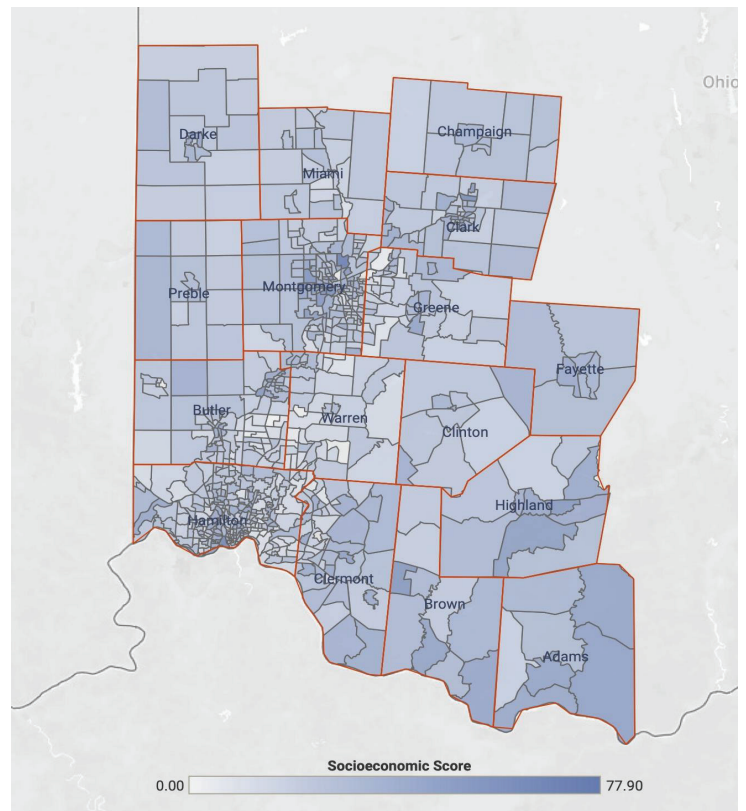 Ohio
Champaign
Darke
Miami
Clark
Preble
Montgomery
Greene
Fayette
Butler
Warren
Clinton
Highland
Hamilton
Clermont
Brown
Adams
Socioeconomic Score
0.00 77.90